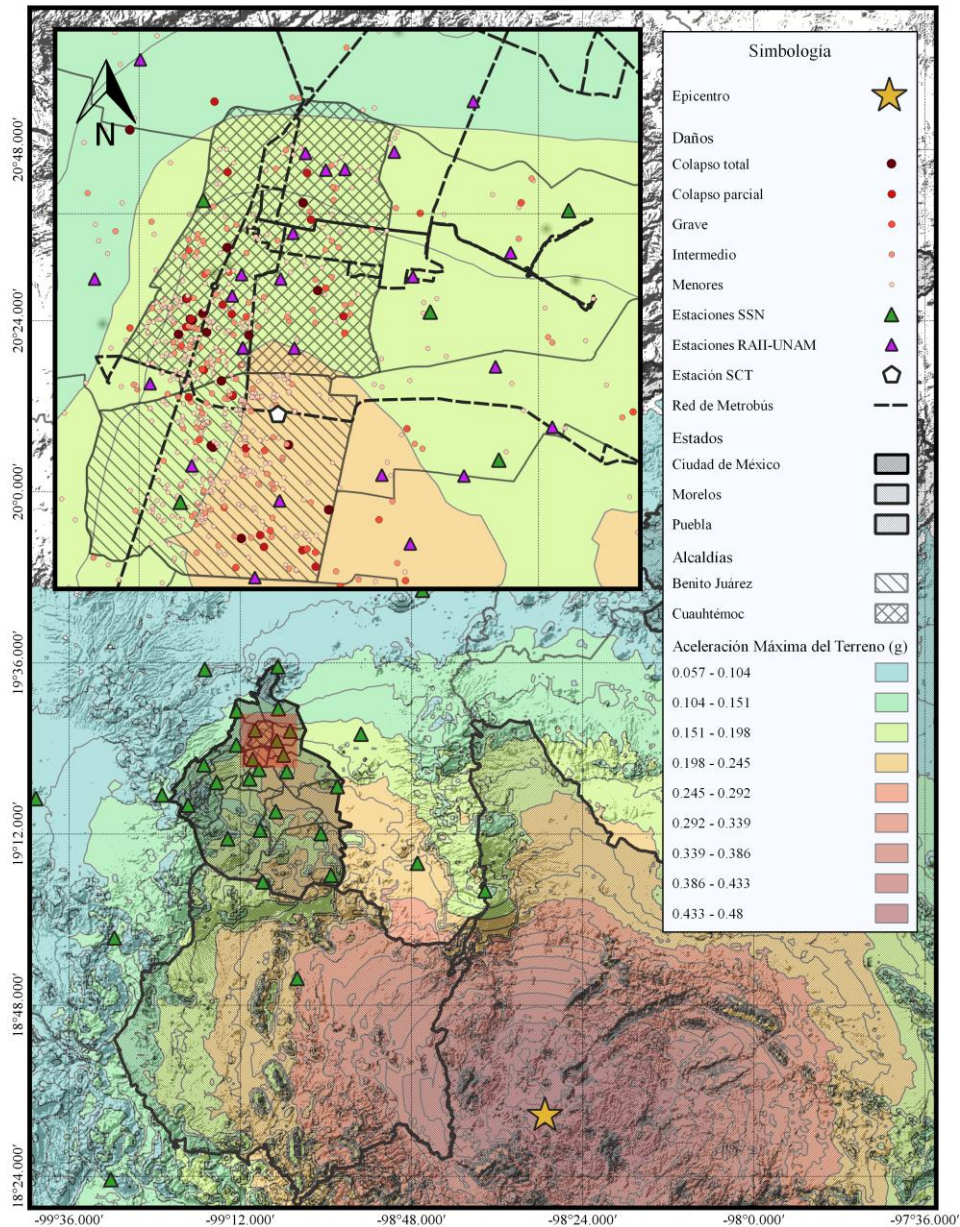 N
Simbología
Epicentro
Daños
Colapso total
Colapso parcial
Grave
Intermedio
Menores
Estaciones SSN
Estaciones RAII-UNAM
Estación SCT
Red de Metrobús
Estados
Ciudad de México
Morelos
Puebla
Alcaldías
Benito Juárez
Cuauhtémoc
Aceleración Máxima del Terreno (g)
0.057 - 0.104
0.104 - 0.151
0.151 - 0.198
0.198 - 0.245
0.245 - 0.292
0.292 - 0.339
0.339 - 0.386
0.386 - 0.433
0.433 - 0.48
20°48.000'
20°24.000'
20°0.000'
19°36.000'
19°12.000'
18°48.000'
18°24.000'
-99°36.000'
-99°12.000'
-98°48.000'
-98°24.000'
-98°0.000'
-97°36.000'